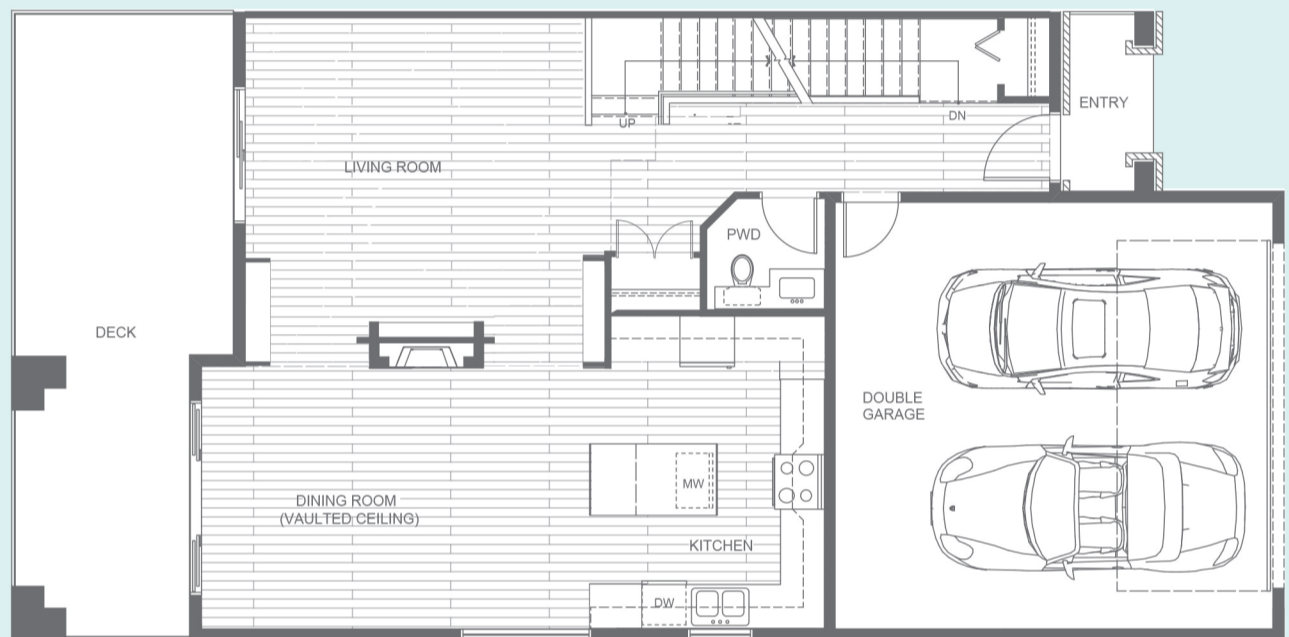 ENTRY
DN
UP
LIVING ROOM
PWD
DECK
DOUBLE
GARAGE
MW
DINING ROOM
(VAULTED CEILING)
KITCHEN
DW